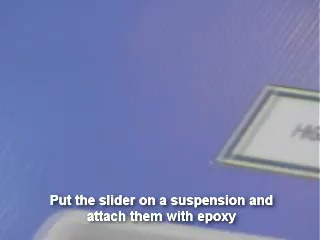 Put the slider on a suspension and
attach them with epoxy